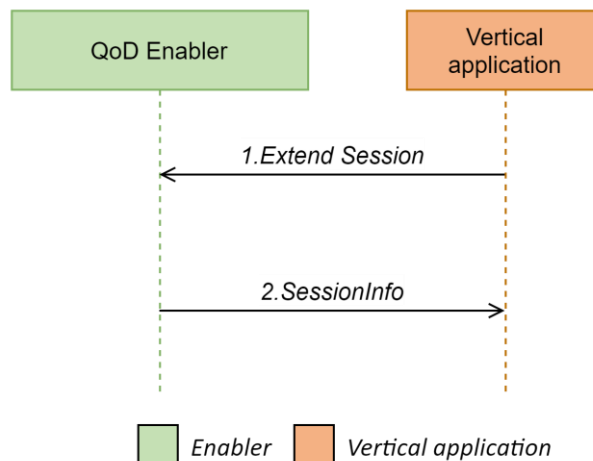 QoD Enabler
Vertical
application
1.Extend Session
2.SessionInfo
Enabler
Vertical application